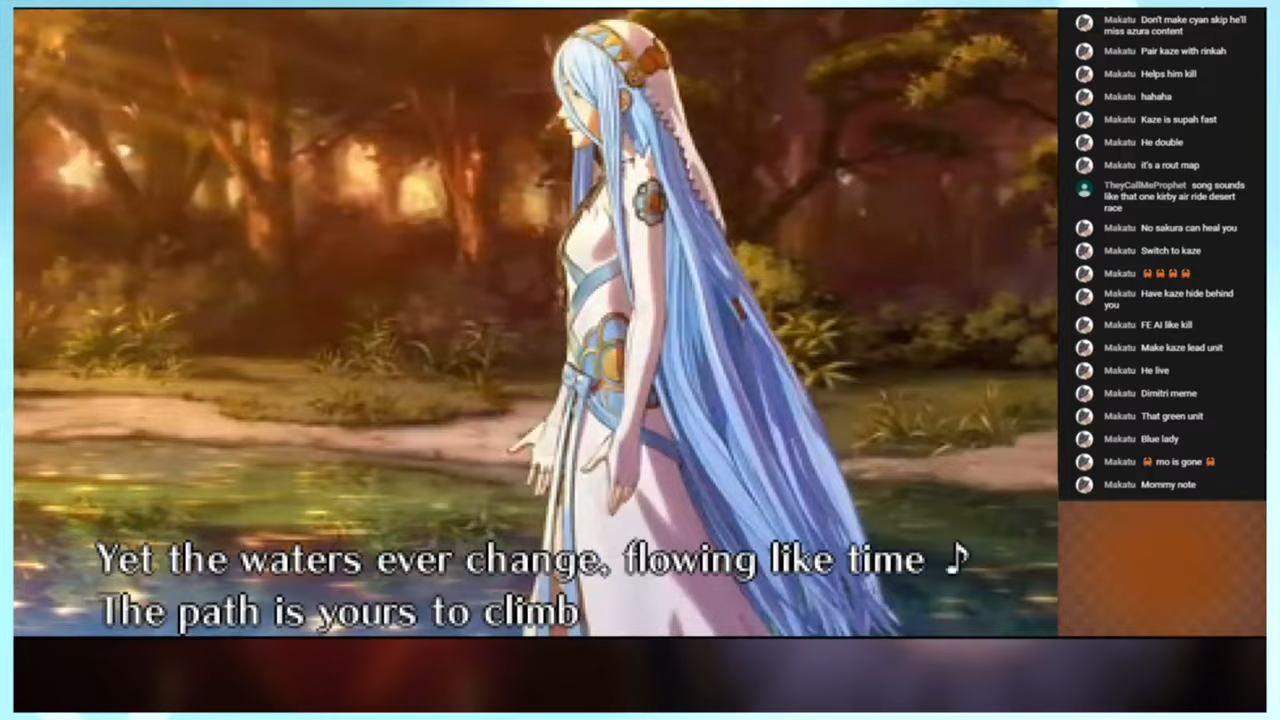 Makatu Don't make cyan skip he'll
miss azura content
Makatu Pair kaze with rinkah
Makatu Helps him kill
Makatu hahaha
Makatu Kaze is supah fast
Makatu He double
Makatu it's a rout map
TheyCallMeProphet song sounds
like that one kirby air ride desert
race
Makatu No sakura can heal you
Makatu Switch to kaze
Makatu 🦀 🦀 🦀 🦀
Makatu Have kaze hide behind
you
Makatu FE AI like kill
Makatu Make kaze lead unit
Makatu He live
Makatu Dimitri meme
Makatu That green unit
Makatu Blue lady
Makatu 🦀 mo is gone 🦀
Makatu Mommy note
Yet the waters ever change, flowing like time ♪
The path is yours to climb